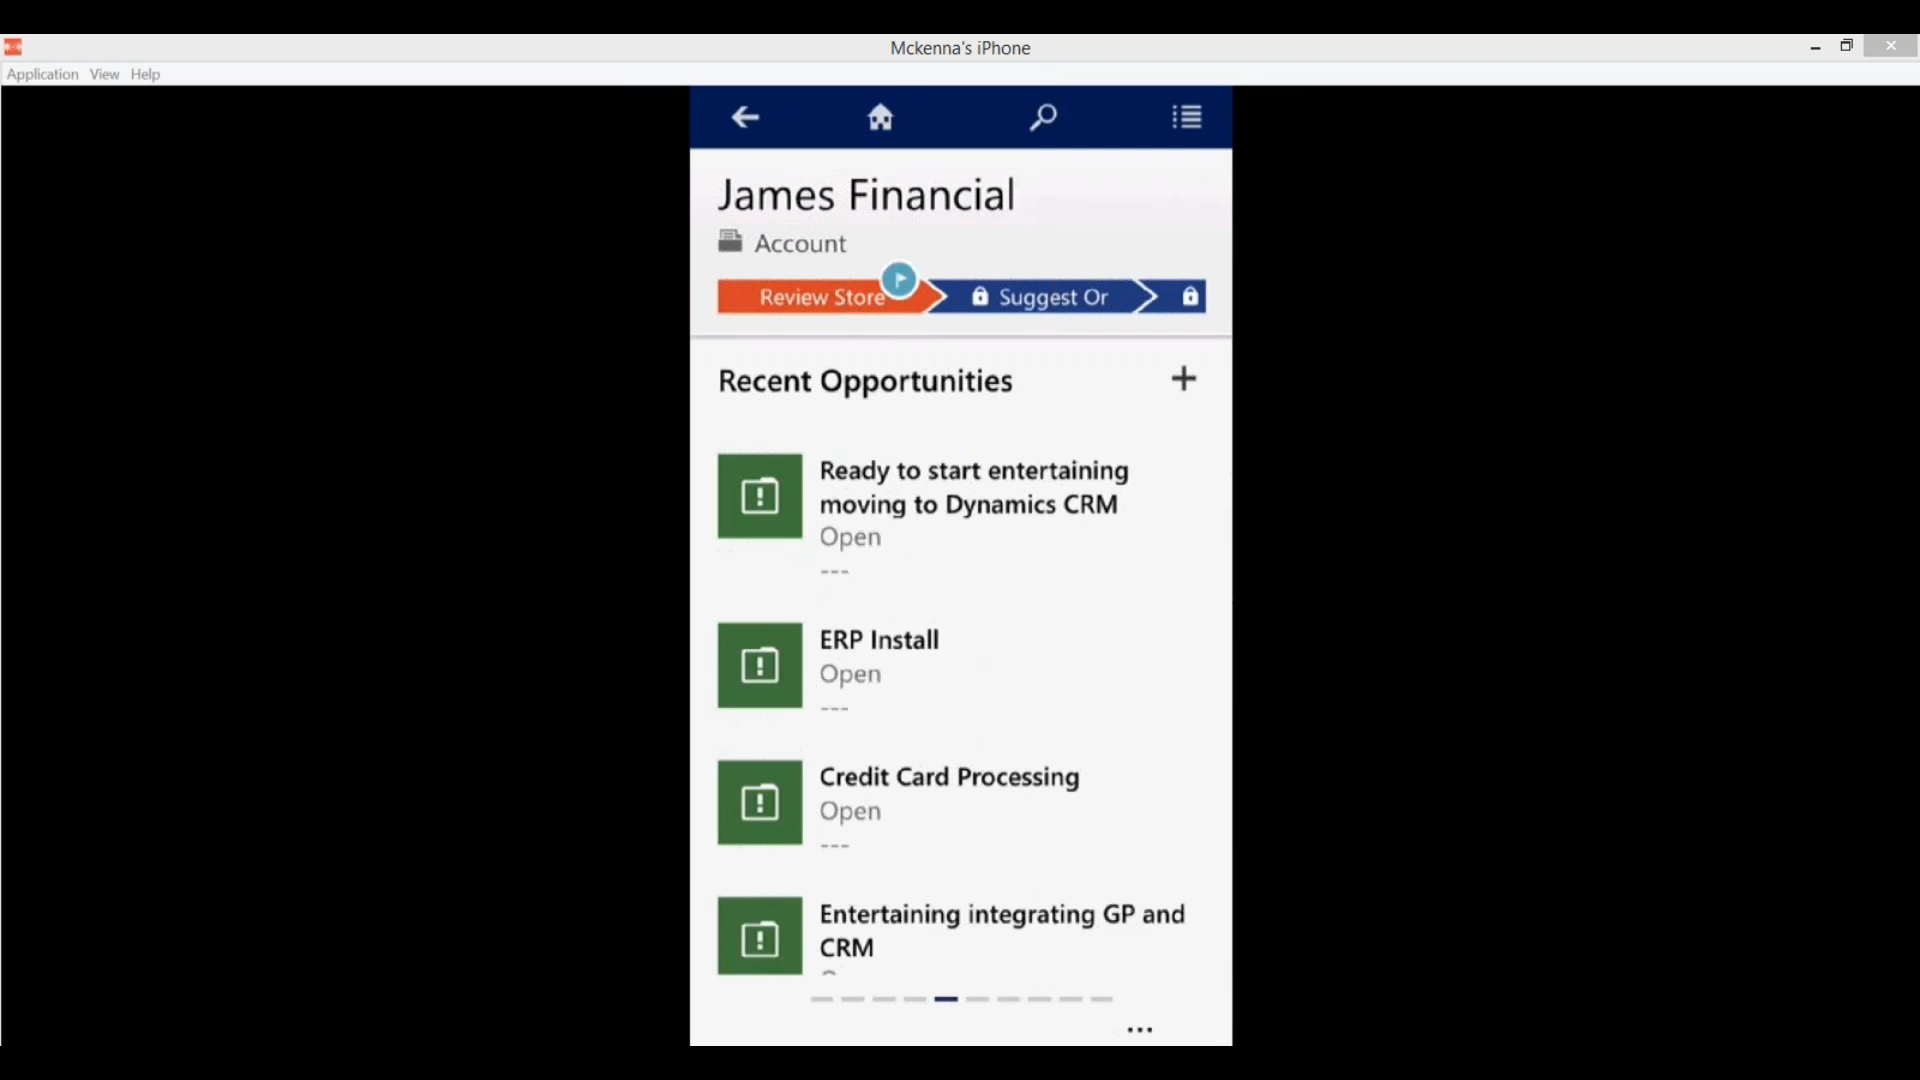 Mckenna's iPhone
Application View Help
James Financial
Account
Review Store Suggest Or
Recent Opportunities
Ready to start entertaining
moving to Dynamics CRM
Open
---
ERP Install
Open
---
Credit Card Processing
Open
---
Entertaining integrating GP and
CRM